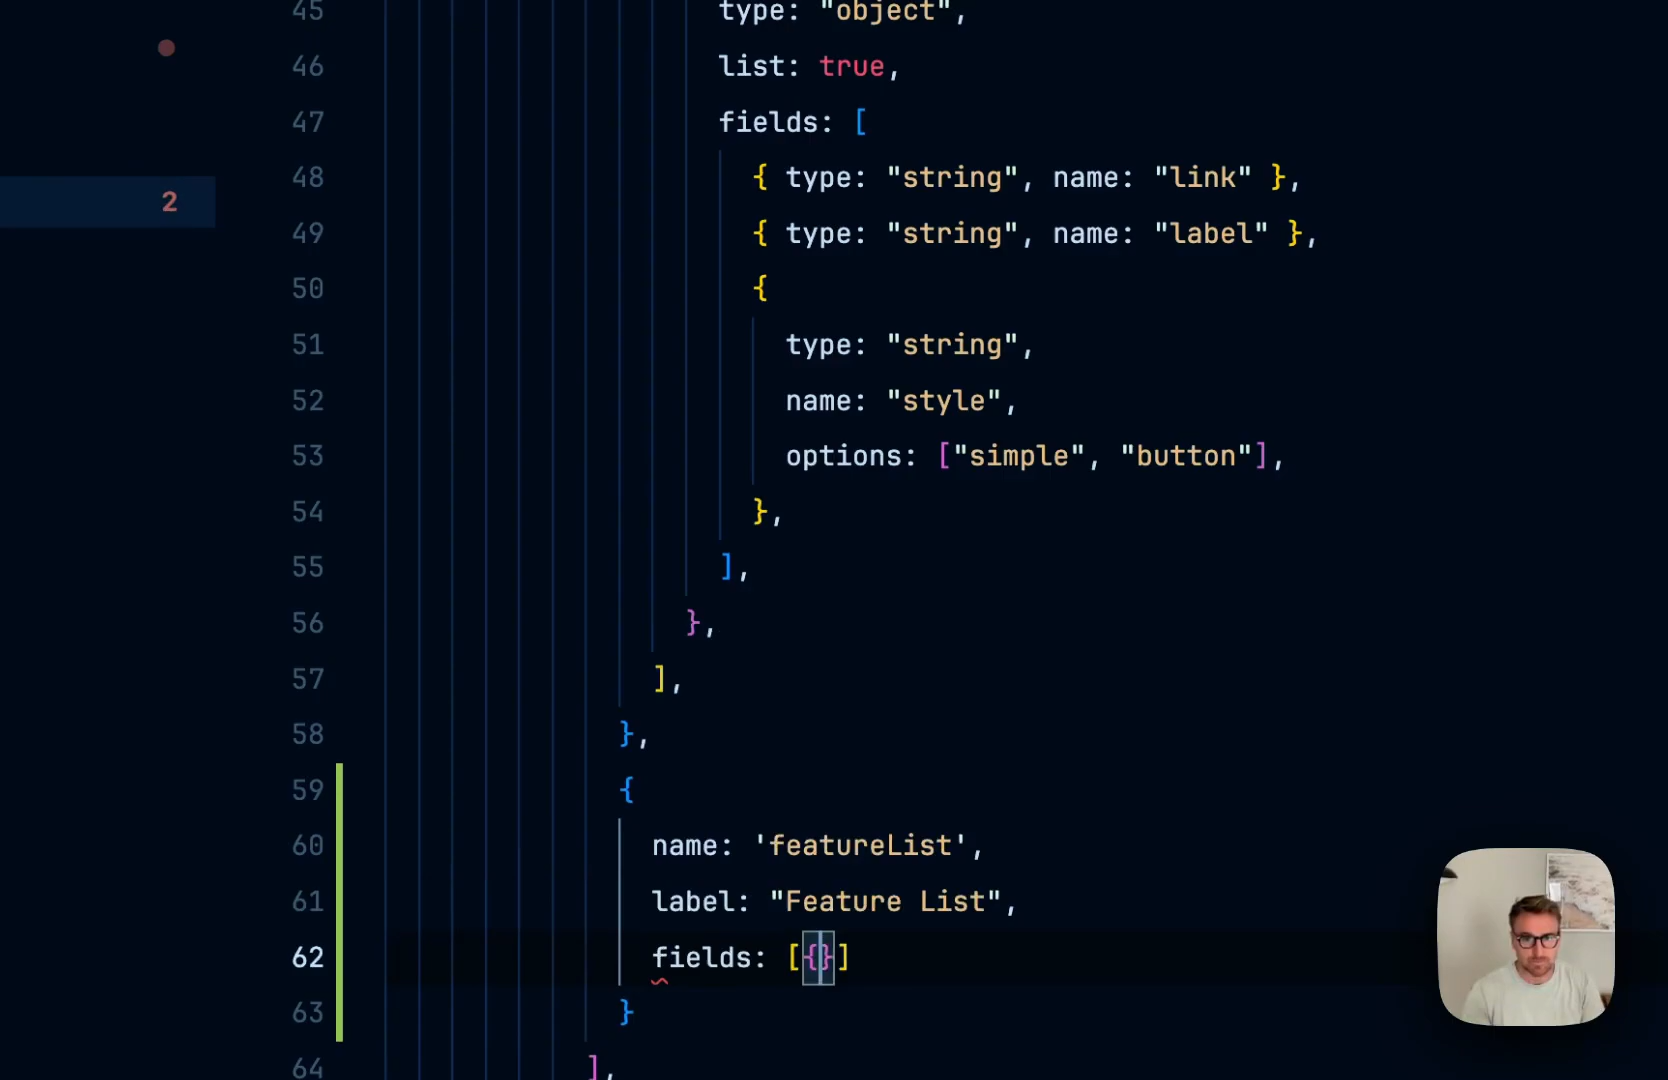 45 type: "object",
46 list: true,
47 fields: [
48 { type: "string", name: "link" },
49 { type: "string", name: "label" },
50 {
2
51 type: "string",
52 name: "style",
53 options: ["simple", "button"],
54 },
55 ],
56 },
57 ],
58 },
59 {
60 name: 'featureList',
61 label: "Feature List",
62 fields: [{}]
63 }
64 ],